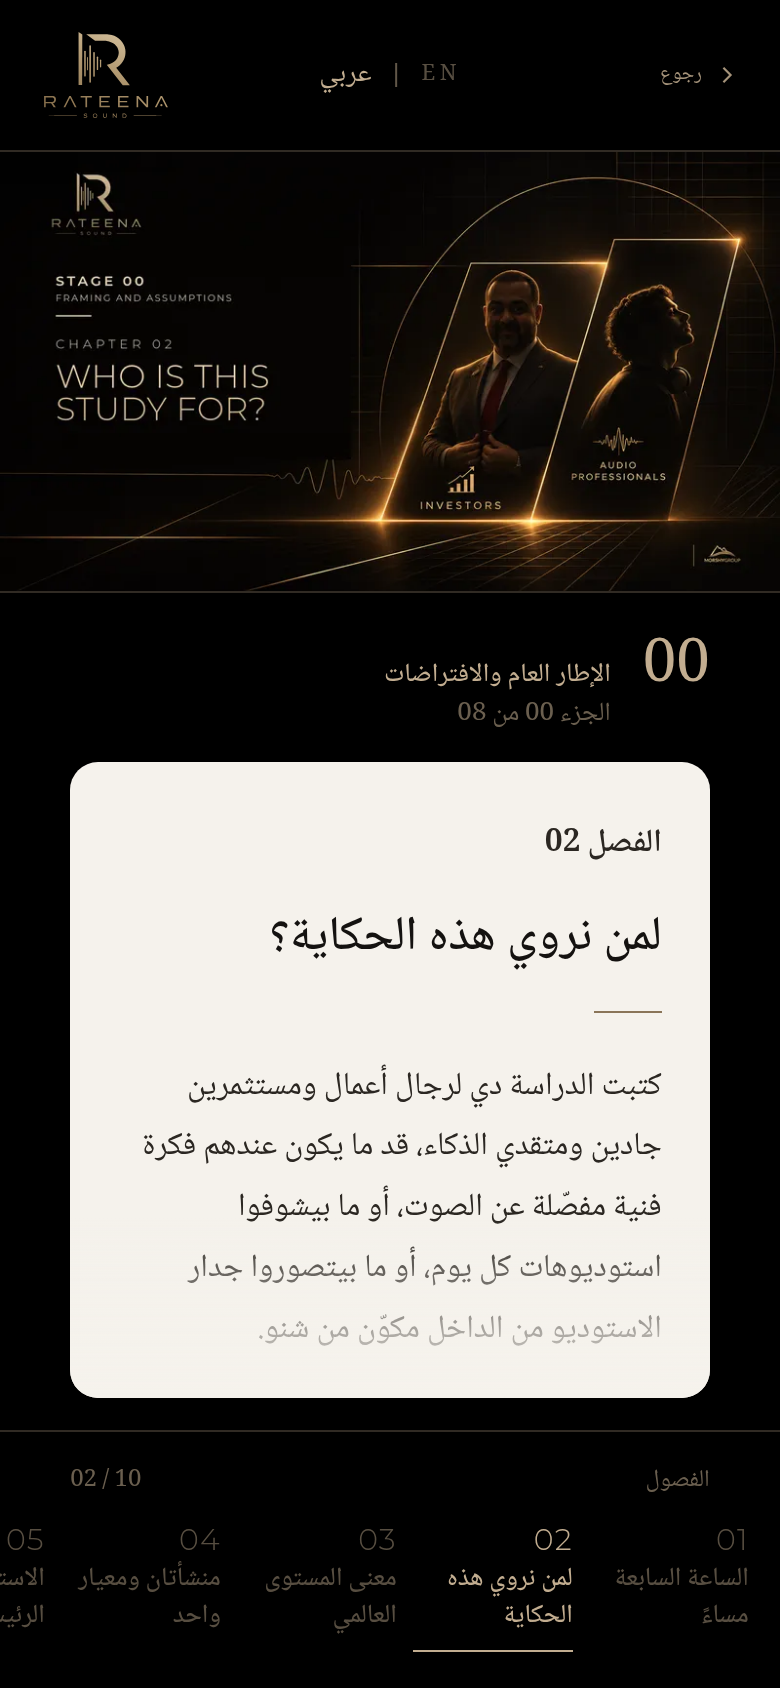 RATEENA
SOUND
عربي | EN
رجوع
RATEENA
SOUND
STAGE 00
FRAMING AND ASSUMPTIONS
CHAPTER 02
WHO IS THIS
STUDY FOR?
INVESTORS
AUDIO
PROFESSIONALS
MORSHYGROUP
00
الإطار العام والافتراضات
الجزء 00 من 08
الفصل 02
لمن نروي هذه الحكاية؟
كتبت الدراسة دي لرجال أعمال ومستثمرين
جادين ومتقدي الذكاء، قد ما يكون عندهم فكرة
فنية مفصّلة عن الصوت، أو ما بيشوفوا
استوديوهات كل يوم، أو ما بيتصوروا جدار
الاستوديو من الداخل مكوّن من شنو.
الفصول
02 / 10
01
الساعة السابعة
مساءً
02
لمن نروي هذه
الحكاية
03
معنى المستوى
العالمي
04
منشأتان ومعيار
واحد
05